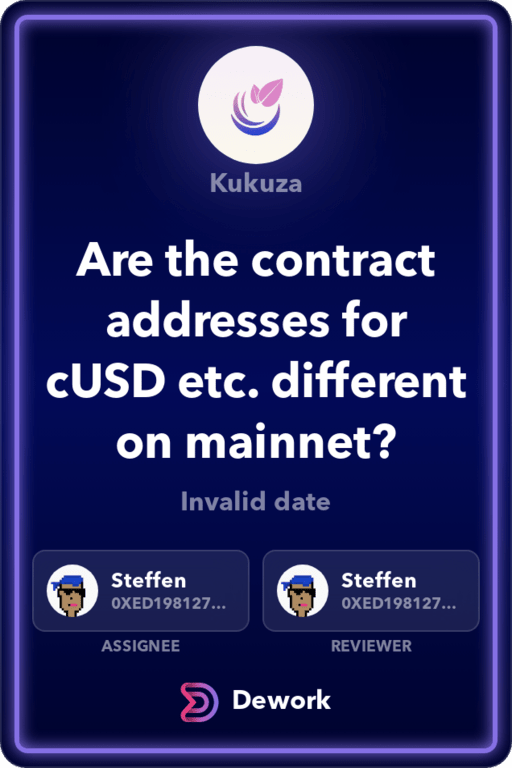 Kukuza
Are the contract
addresses for
cUSD etc. different
on mainnet?
Invalid date
Steffen
0XED198127...
ASSIGNEE
Steffen
0XED198127...
REVIEWER
Dework